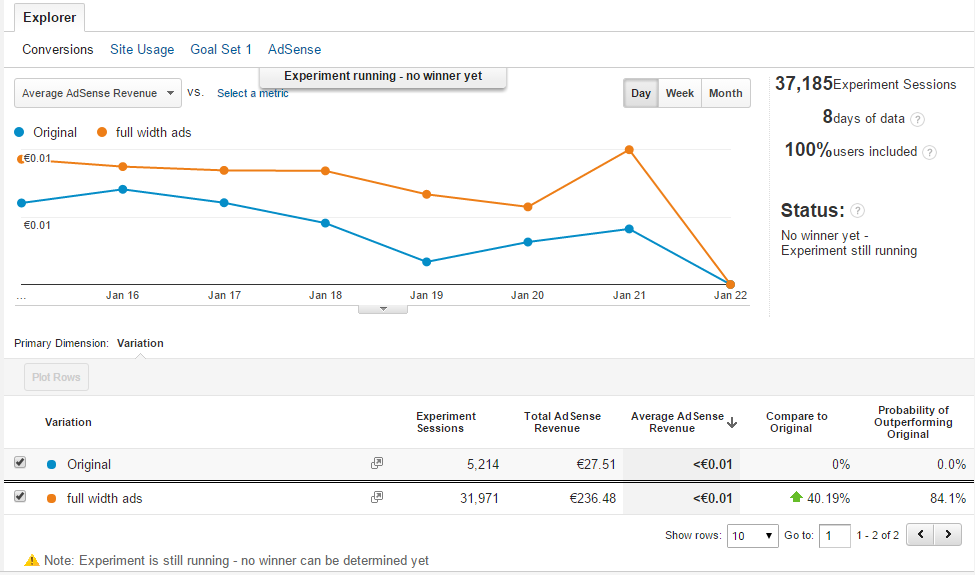 Explorer
Conversions Site Usage Goal Set 1 AdSense
Experiment running - no winner yet
Average AdSense Revenue VS. Select a metric
Day Week Month
37,185 Experiment Sessions
8 days of data ?
100% users included ?
Status: ?
No winner yet -
Experiment still running
Original full width ads
€0.01
€0.01
... Jan 16 Jan 17 Jan 18 Jan 19 Jan 20 Jan 21 Jan 22
Primary Dimension: Variation
Plot Rows
Variation Experiment Sessions Total AdSense Revenue Average AdSense Revenue Compare to Original Probability of Outperforming Original
Original 5,214 €27.51 <€0.01 0% 0.0%
full width ads 31,971 €236.48 <€0.01 40.19% 84.1%
Show rows: 10 Go to: 1 1 - 2 of 2
Note: Experiment is still running - no winner can be determined yet